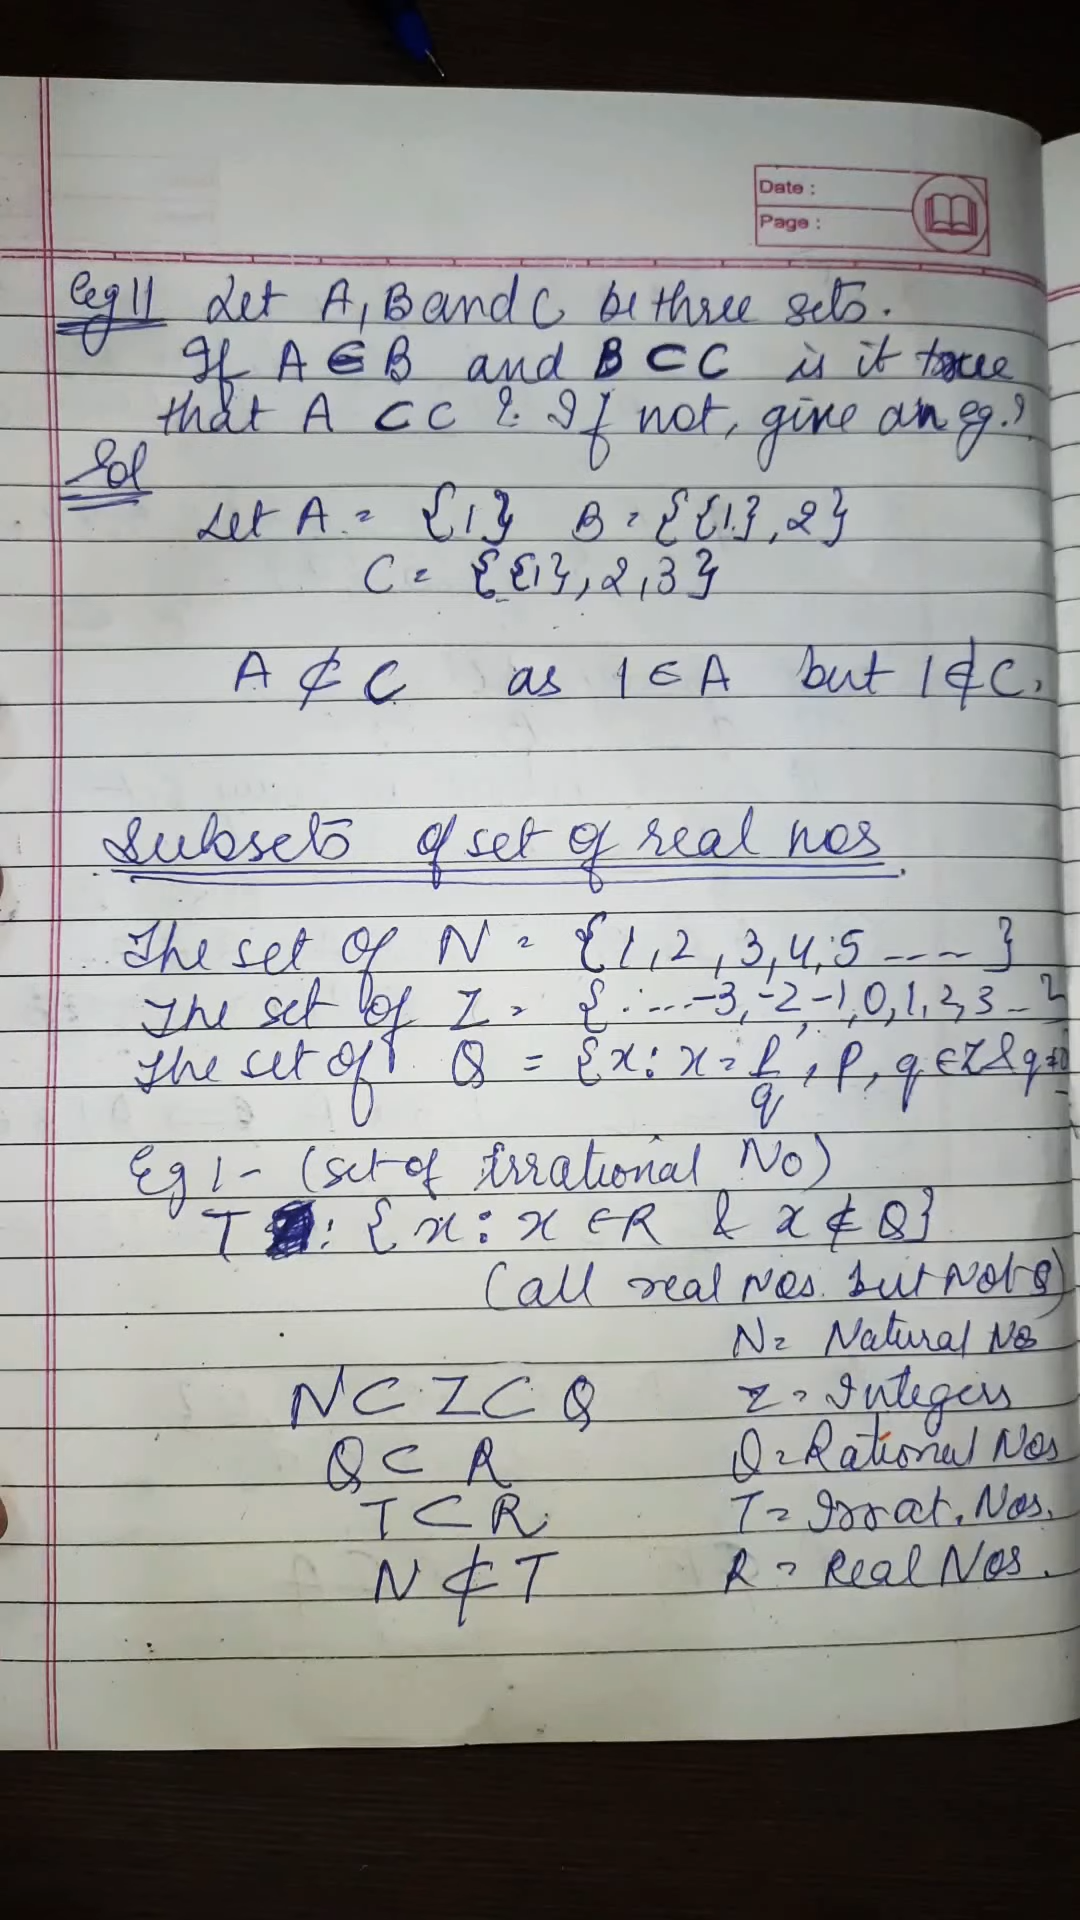 Date :
Page :
Eg 11 Let A, B and C be three sets.
If A ∈ B and B ⊂ C is it true
that A ⊂ C ? If not, give an eg.?
Sol
Let A = {1} B = {{1}, 2}
C = {{1}, 2, 3}
A ⊄ C as 1 ∈ A but 1 ∉ C.
Subsets of set of real nos.
The set of N = {1, 2, 3, 4, 5 ---- }
The set of Z = {....-3, -2, -1, 0, 1, 2, 3 -- }
The set of Q = {x : x = p/q, p, q ∈ Z & q ≠ 0
Eg 1 - (set of irrational No)
T : {x : x ∈ R & x ∉ Q}
(all real Nos. but Not Q)
N = Natural Nos
N ⊂ Z ⊂ Q Z = Integers
Q ⊂ R Q = Rational Nos
T ⊂ R. T = Irrat. Nos.
N ⊄ T R = Real Nos.